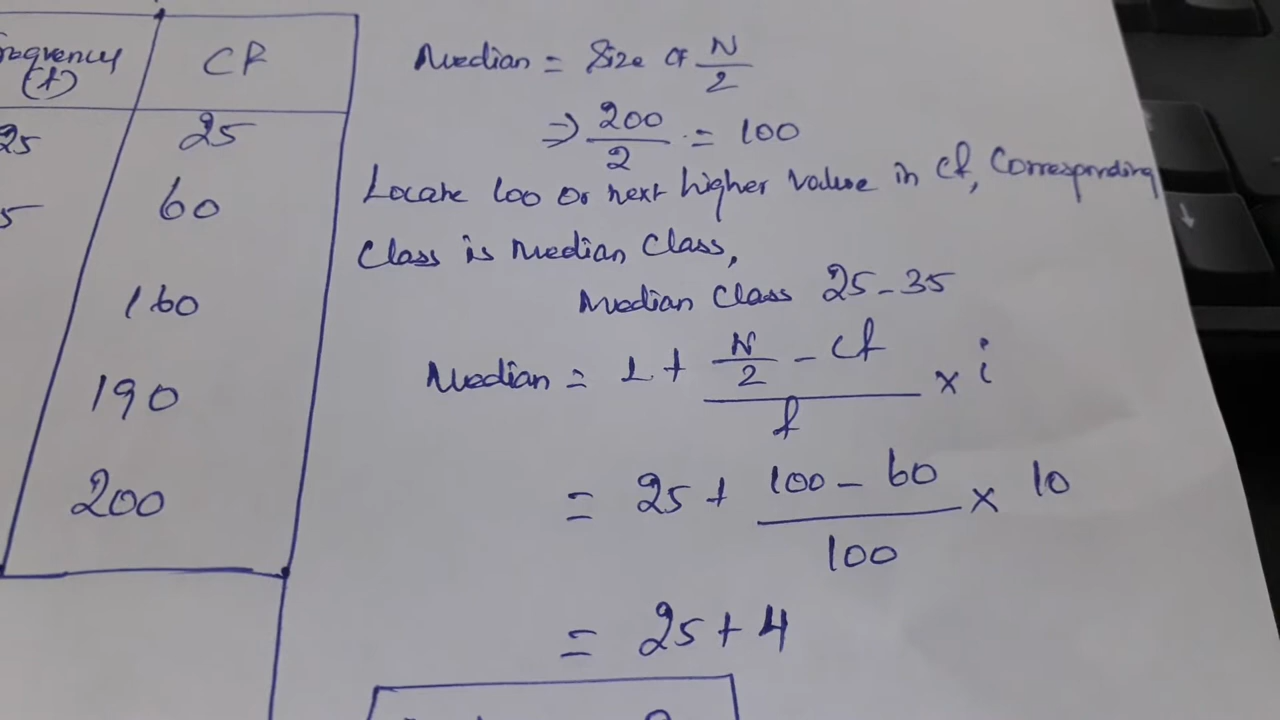 frequency CF
(f)
25 25
5 60
160
190
200
Median = Size of N/2
⇒ 200/2 = 100
Locate 100 or next higher value in cf, Corresponding
Class is Median Class,
Median Class 25-35
Median = L + (N/2 - cf)/f × i
= 25 + (100 - 60)/100 × 10
= 25 + 4